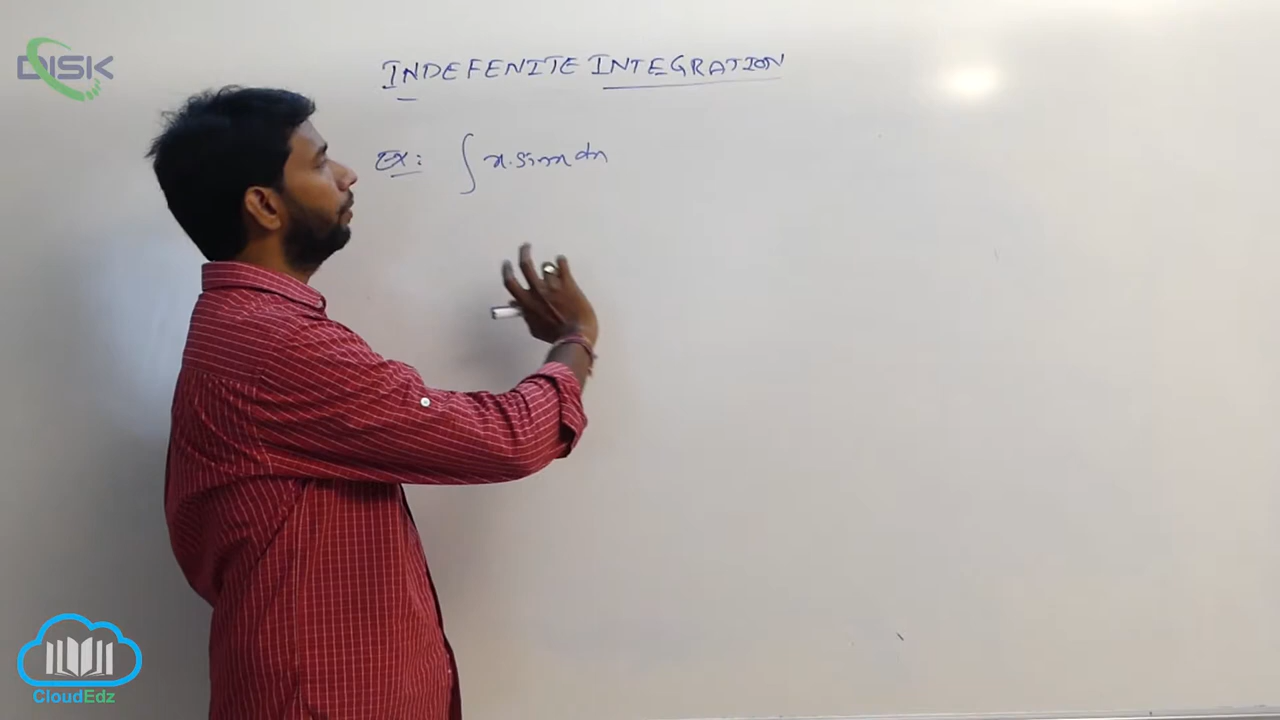 DISK
INDEFENITE INTEGRATION
Ex: ∫ x.sinx dx
CloudEdz